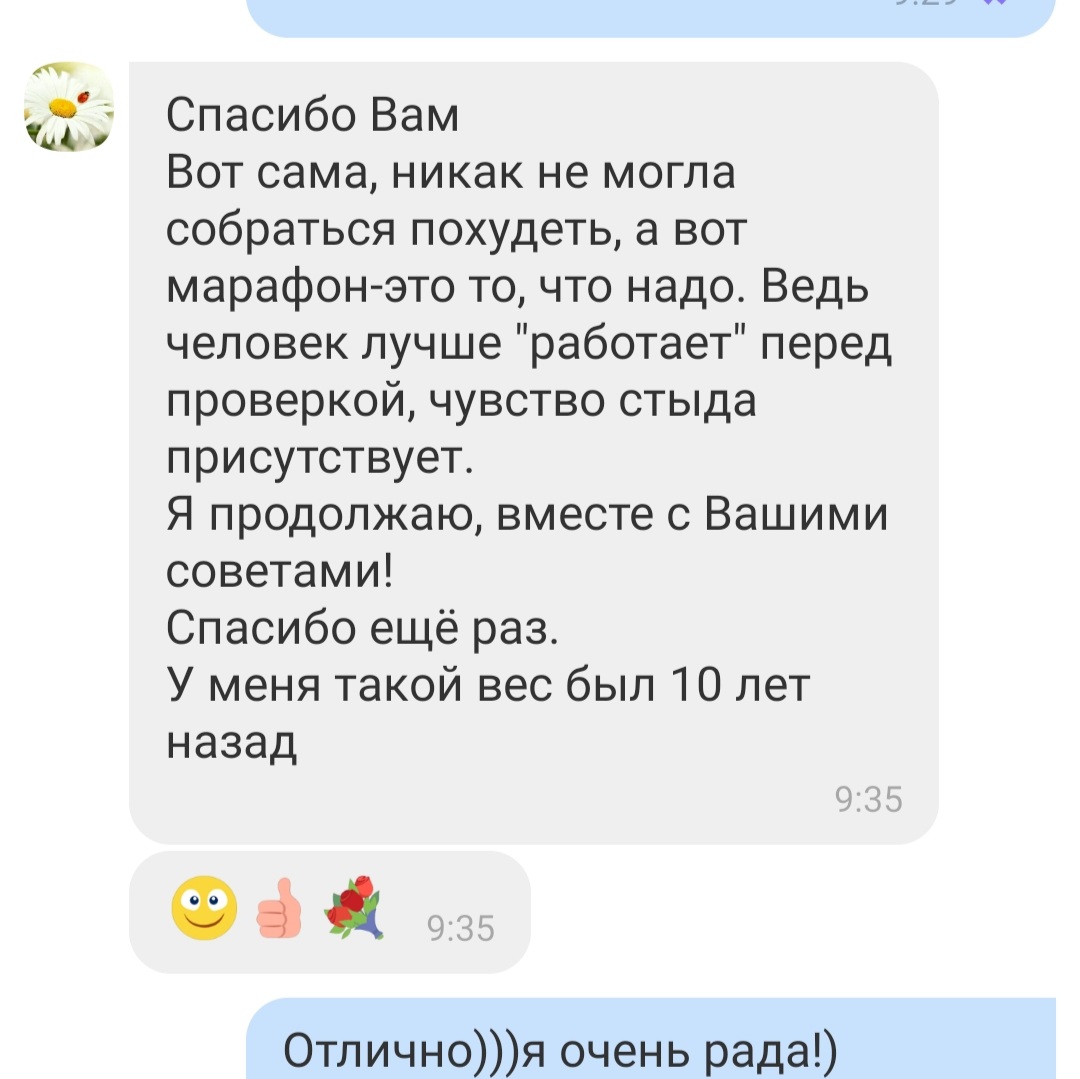 9:29
Спасибо Вам
Вот сама, никак не могла
собраться похудеть, а вот
марафон-это то, что надо. Ведь
человек лучше "работает" перед
проверкой, чувство стыда
присутствует.
Я продолжаю, вместе с Вашими
советами!
Спасибо ещё раз.
У меня такой вес был 10 лет
назад
9:35
9:35
Отлично)))я очень рада!)